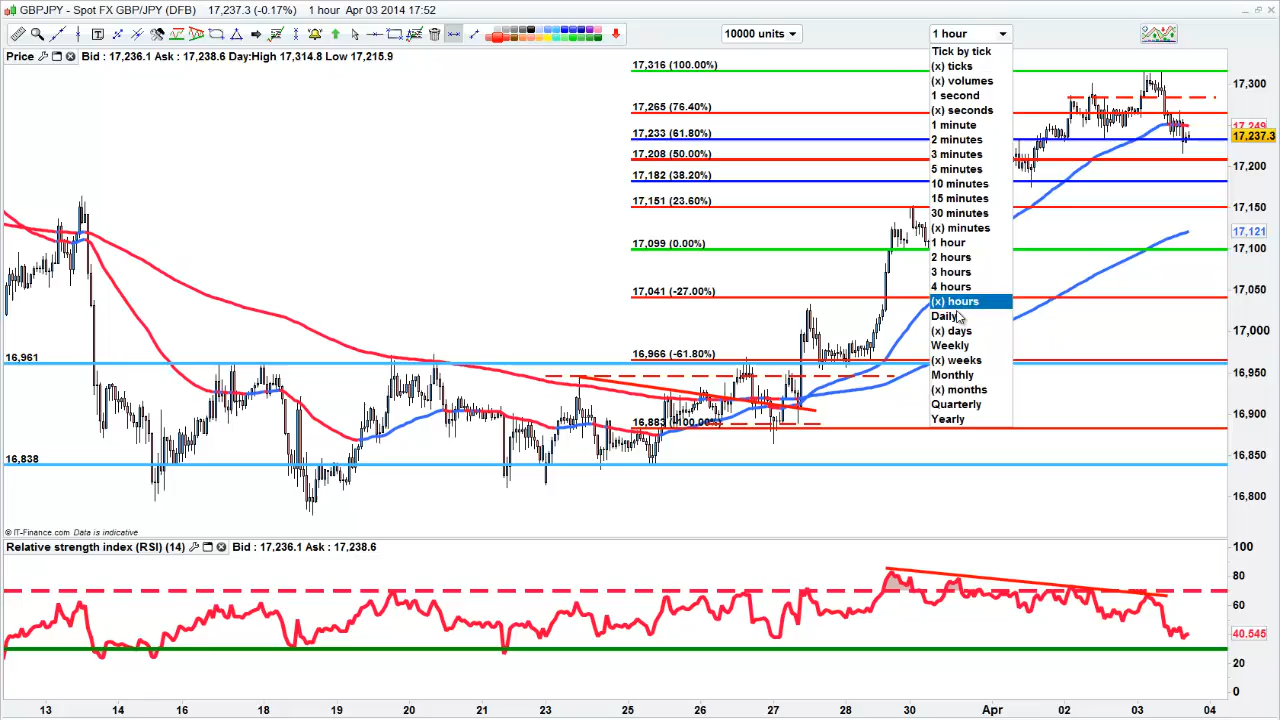 GBPJPY - Spot FX GBP/JPY (DFB) 17,237.3 (-0.17%) 1 hour Apr 03 2014 17:52
10000 units
1 hour
Price Bid : 17,236.1 Ask : 17,238.6 Day:High 17,314.8 Low 17,215.9
Tick by tick
(x) ticks
(x) volumes
1 second
(x) seconds
1 minute
2 minutes
3 minutes
5 minutes
10 minutes
15 minutes
30 minutes
(x) minutes
1 hour
2 hours
3 hours
4 hours
(x) hours
Daily
(x) days
Weekly
(x) weeks
Monthly
(x) months
Quarterly
Yearly
17,316 (100.00%)
17,265 (76.40%)
17,233 (61.80%)
17,208 (50.00%)
17,182 (38.20%)
17,151 (23.60%)
17,099 (0.00%)
17,041 (-27.00%)
16,966 (-61.80%)
16,883 (-100.00%)
16,961
16,838
17,300
17,249
17,237.3
17,200
17,150
17,121
17,100
17,050
17,000
16,950
16,900
16,850
16,800
© IT-Finance.com Data is indicative
Relative strength index (RSI) (14) Bid : 17,236.1 Ask : 17,238.6
100
80
60
40.545
20
0
13 14 16 18 19 20 21 23 25 26 27 28 30 Apr 02 03 04